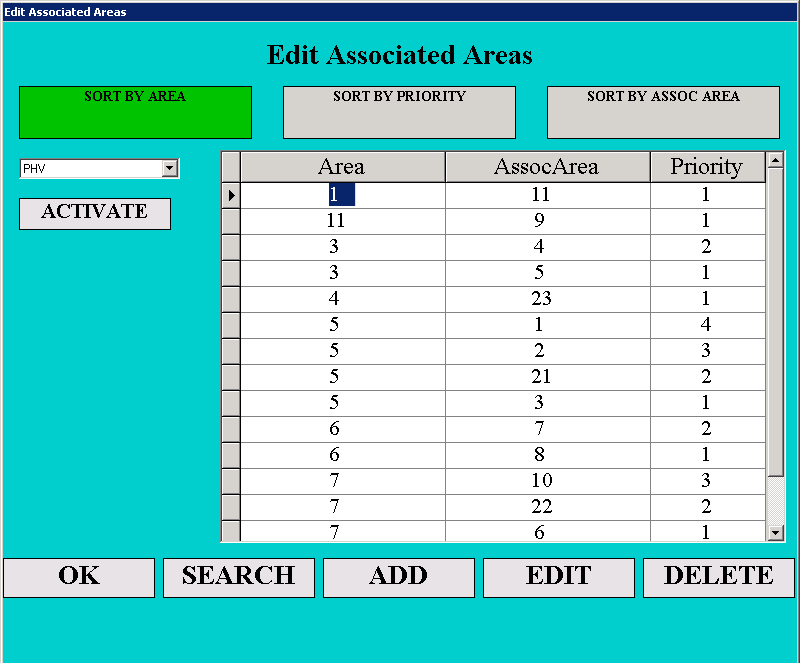 Edit Associated Areas
Edit Associated Areas
SORT BY AREA SORT BY PRIORITY SORT BY ASSOC AREA
PHV
ACTIVATE
Area AssocArea Priority
1 11 1
11 9 1
3 4 2
3 5 1
4 23 1
5 1 4
5 2 3
5 21 2
5 3 1
6 7 2
6 8 1
7 10 3
7 22 2
7 6 1
OK SEARCH ADD EDIT DELETE